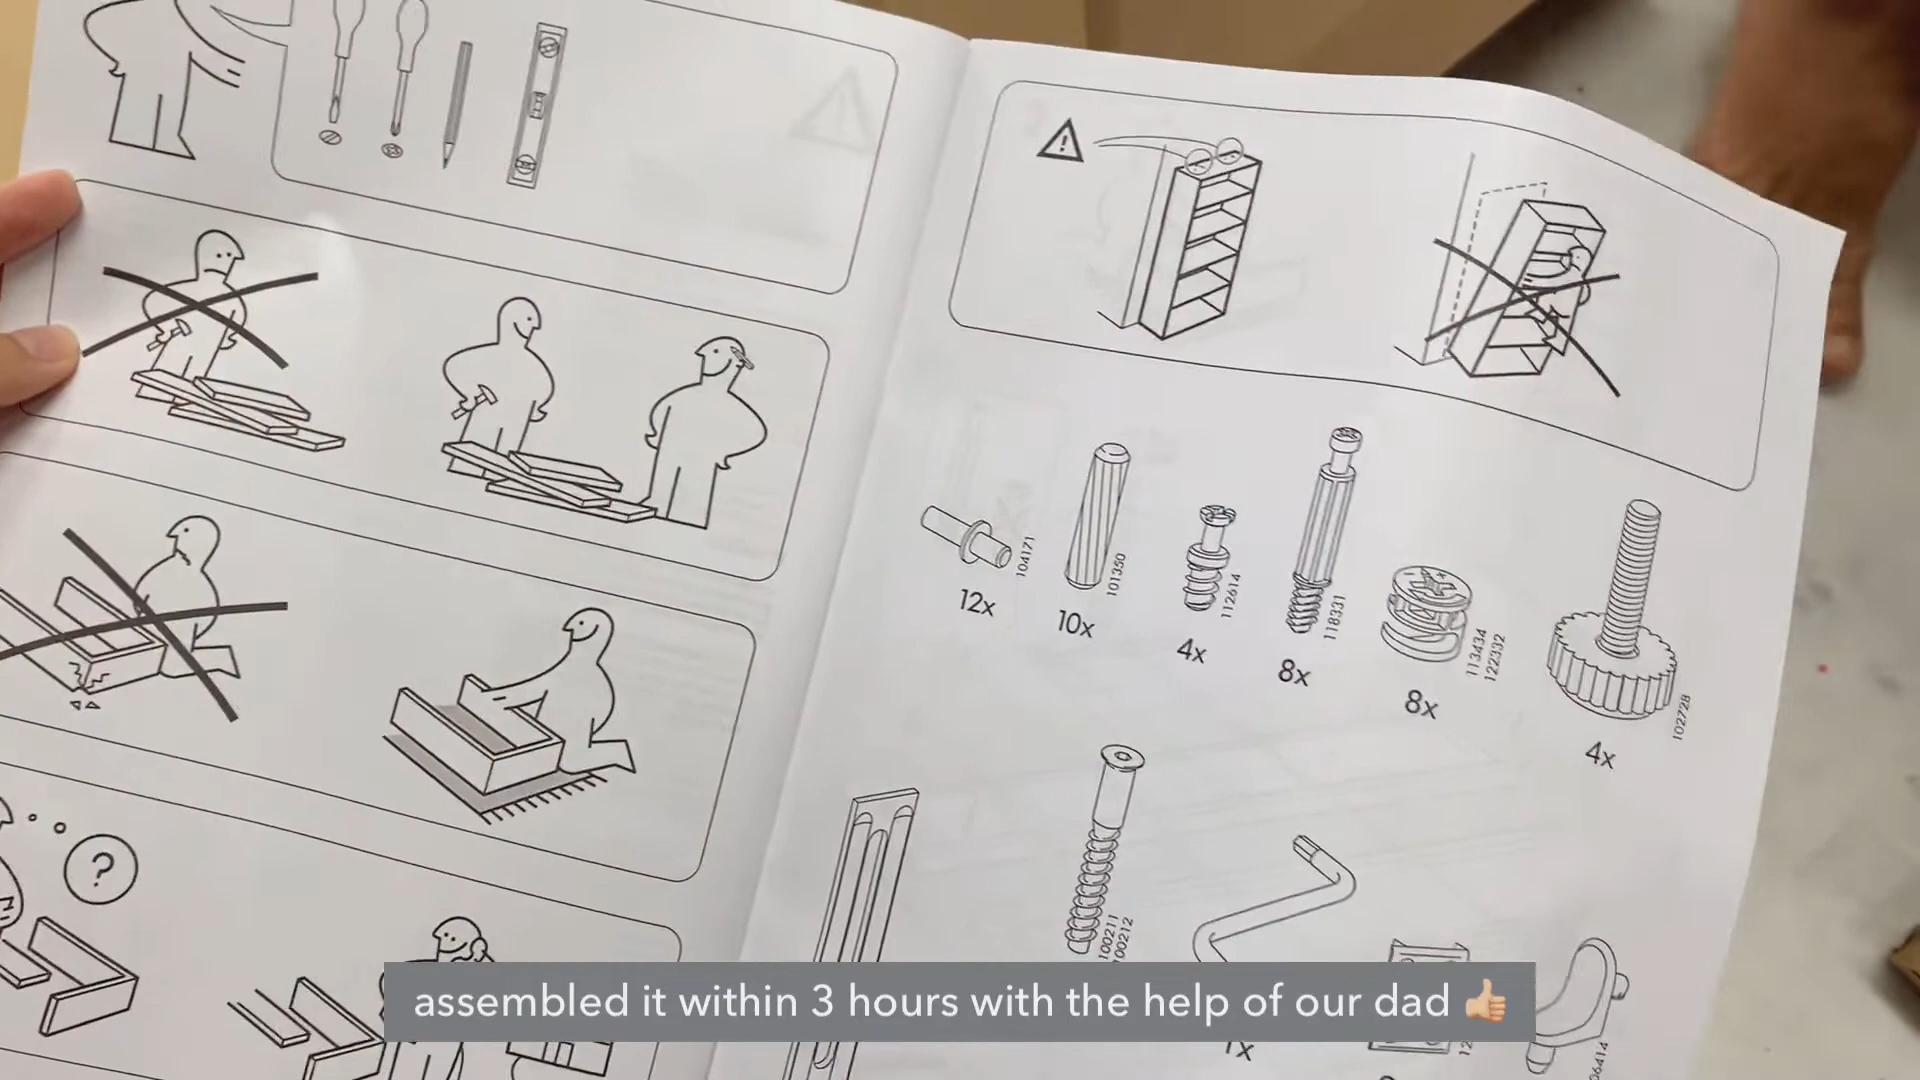 104171
12x
101350
10x
112614
4x
118331
8x
113434
122332
8x
102728
4x
100211
100212
1x
?
assembled it within 3 hours with the help of our dad 👍🏼